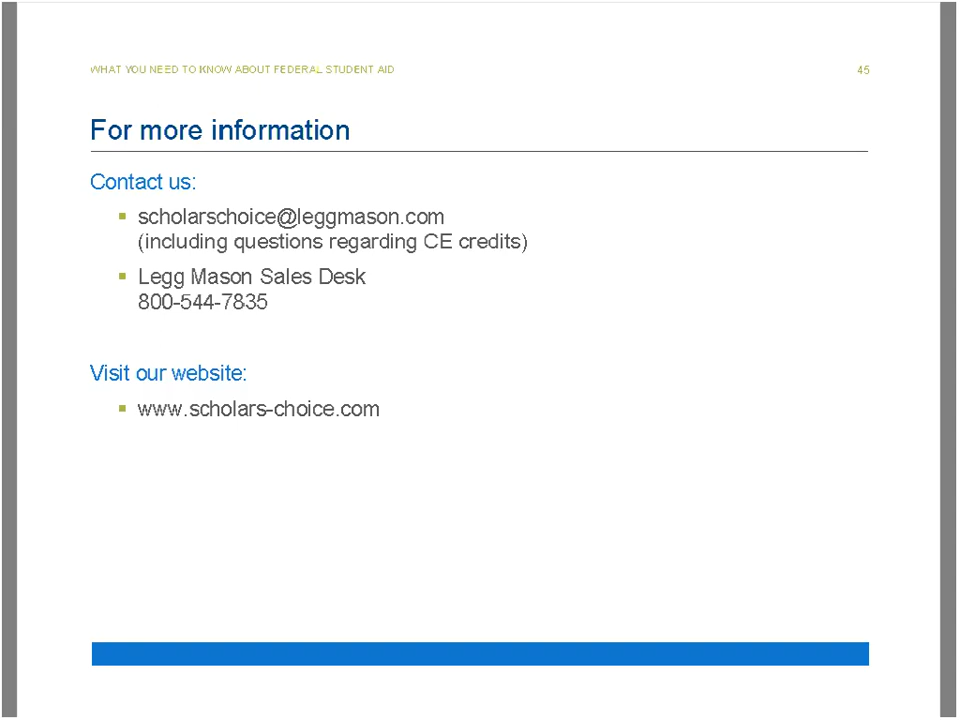 WHAT YOU NEED TO KNOW ABOUT FEDERAL STUDENT AID 45
For more information
Contact us:
▪ scholarschoice@leggmason.com
(including questions regarding CE credits)
▪ Legg Mason Sales Desk
800-544-7835
Visit our website:
▪ www.scholars-choice.com